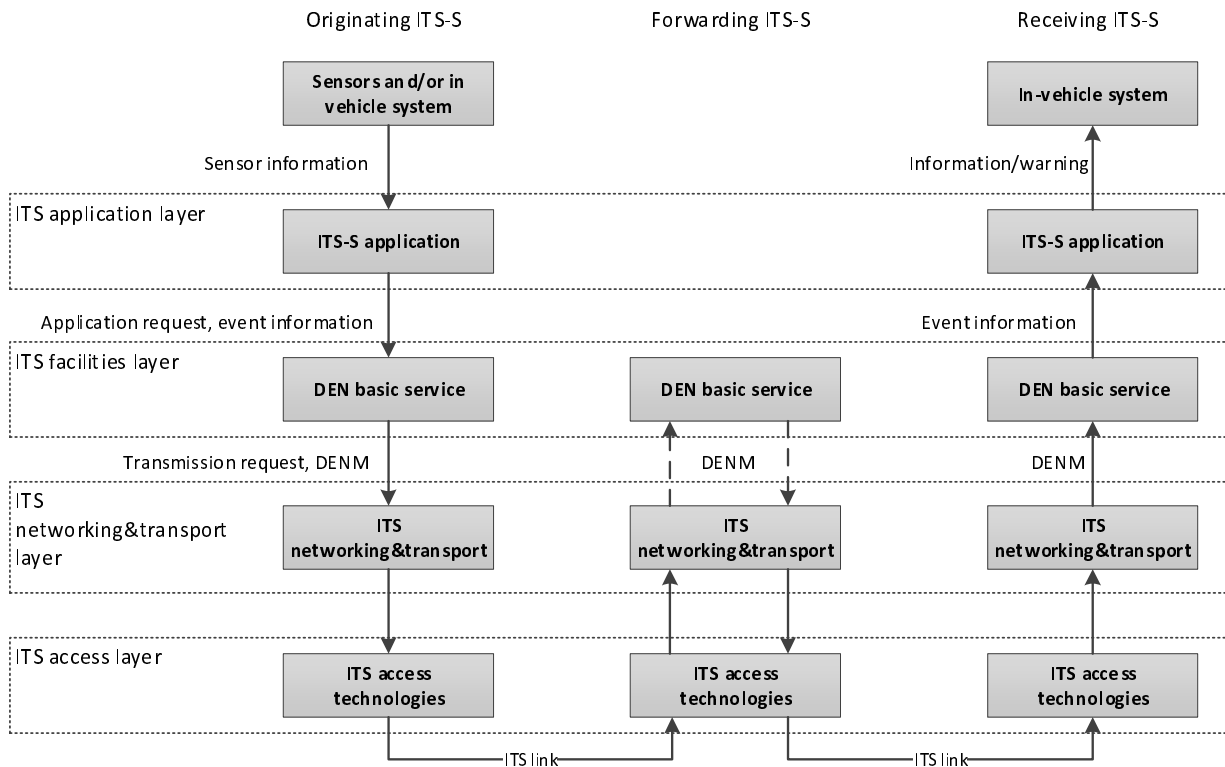 Originating ITS-S
Forwarding ITS-S
Receiving ITS-S
Sensors and/or in
vehicle system
In-vehicle system
Sensor information
Information/warning
ITS application layer
ITS-S application
ITS-S application
Application request, event information
Event information
ITS facilities layer
DEN basic service
DEN basic service
DEN basic service
Transmission request, DENM
DENM
DENM
ITS
networking&transport
layer
ITS
networking&transport
ITS
networking&transport
ITS
networking&transport
ITS access layer
ITS access
technologies
ITS access
technologies
ITS access
technologies
ITS link
ITS link